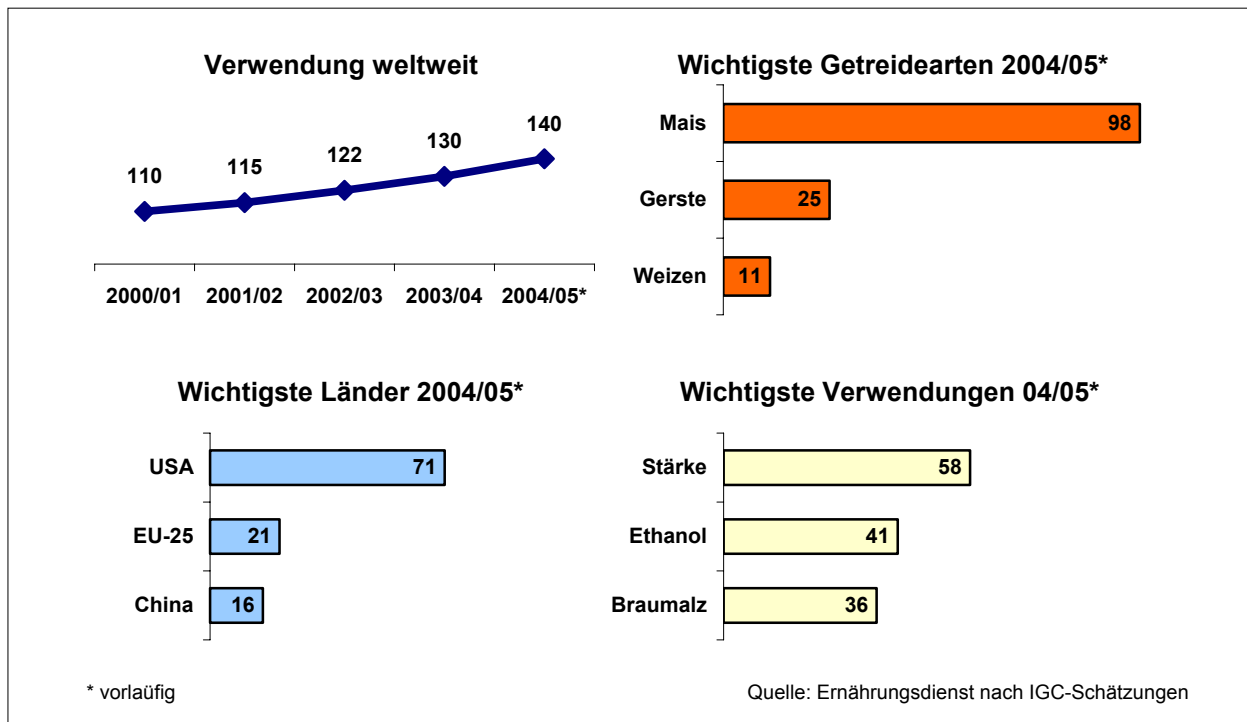 Verwendung weltweit
110
115
122
130
140
2000/01 2001/02 2002/03 2003/04 2004/05*
Wichtigste Getreidearten 2004/05*
Mais 98
Gerste 25
Weizen 11
Wichtigste Länder 2004/05*
USA 71
EU-25 21
China 16
Wichtigste Verwendungen 04/05*
Stärke 58
Ethanol 41
Braumalz 36
* vorlaüfig
Quelle: Ernährungsdienst nach IGC-Schätzungen